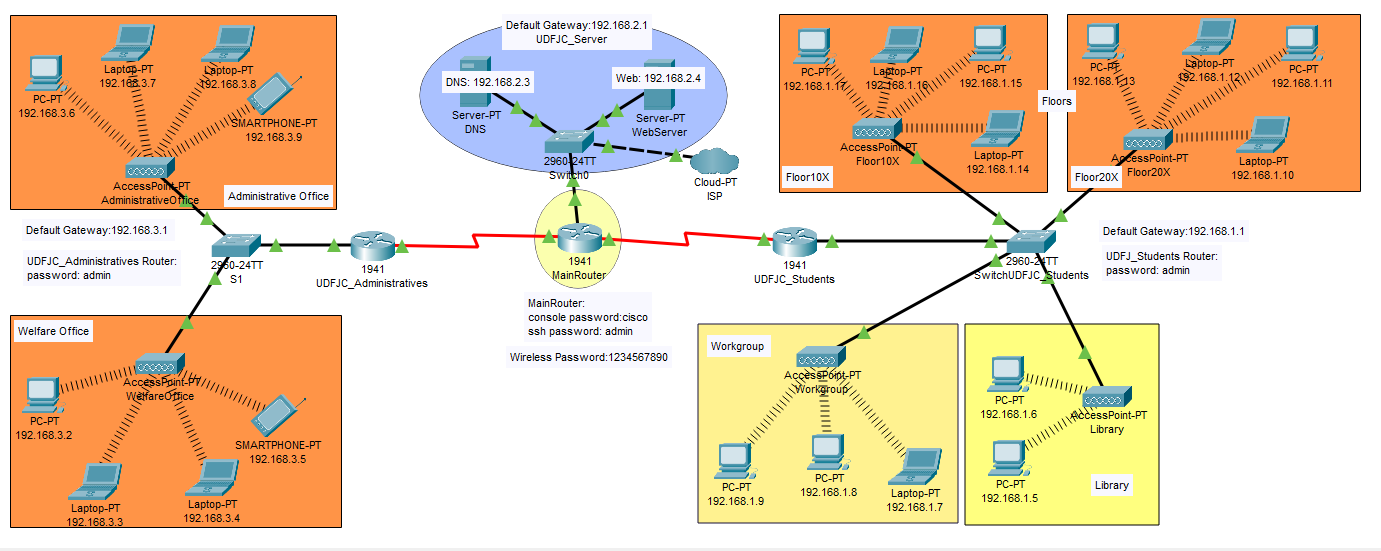 Laptop-PT
192.168.3.7
Laptop-PT
192.168.3.8
PC-PT
192.168.3.6
SMARTPHONE-PT
192.168.3.9
AccessPoint-PT
AdministrativeOffice
Administrative Office
Default Gateway:192.168.3.1
UDFJC_Administratives Router:
password: admin
2960-24TT
S1
1941
UDFJC_Administratives
Welfare Office
AccessPoint-PT
WelfareOffice
PC-PT
192.168.3.2
SMARTPHONE-PT
192.168.3.5
Laptop-PT
192.168.3.3
Laptop-PT
192.168.3.4
Default Gateway:192.168.2.1
UDFJC_Server
DNS: 192.168.2.3
Web: 192.168.2.4
Server-PT
DNS
Server-PT
WebServer
2960-24TT
Switch0
Cloud-PT
ISP
1941
MainRouter
MainRouter:
console password:cisco
ssh password: admin
Wireless Password:1234567890
1941
UDFJC_Students
PC-PT
192.168.1.17
Laptop-PT
192.168.1.16
PC-PT
192.168.1.15
Laptop-PT
192.168.1.14
AccessPoint-PT
Floor10X
Floor10X
Floors
PC-PT
192.168.1.13
Laptop-PT
192.168.1.12
PC-PT
192.168.1.11
Laptop-PT
192.168.1.10
AccessPoint-PT
Floor20X
Floor20X
Default Gateway:192.168.1.1
UDFJ_Students Router:
password: admin
2960-24TT
SwitchUDFJC_Students
Workgroup
AccessPoint-PT
Workgroup
PC-PT
192.168.1.9
PC-PT
192.168.1.8
Laptop-PT
192.168.1.7
PC-PT
192.168.1.6
AccessPoint-PT
Library
PC-PT
192.168.1.5
Library